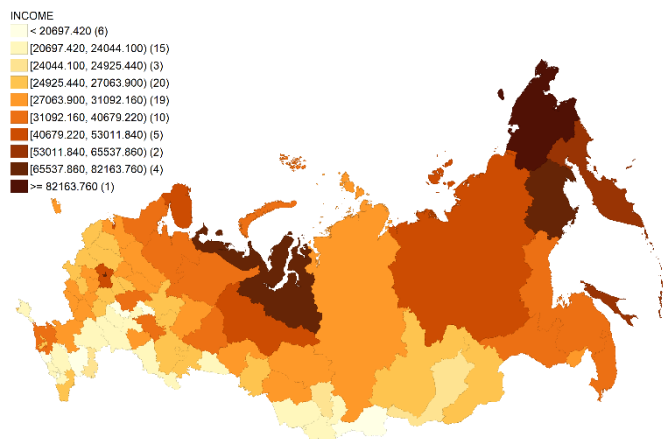 INCOME
< 20697.420 (6)
[20697.420, 24044.100) (15)
[24044.100, 24925.440) (3)
[24925.440, 27063.900) (20)
[27063.900, 31092.160) (19)
[31092.160, 40679.220) (10)
[40679.220, 53011.840) (5)
[53011.840, 65537.860) (2)
[65537.860, 82163.760) (4)
>= 82163.760 (1)